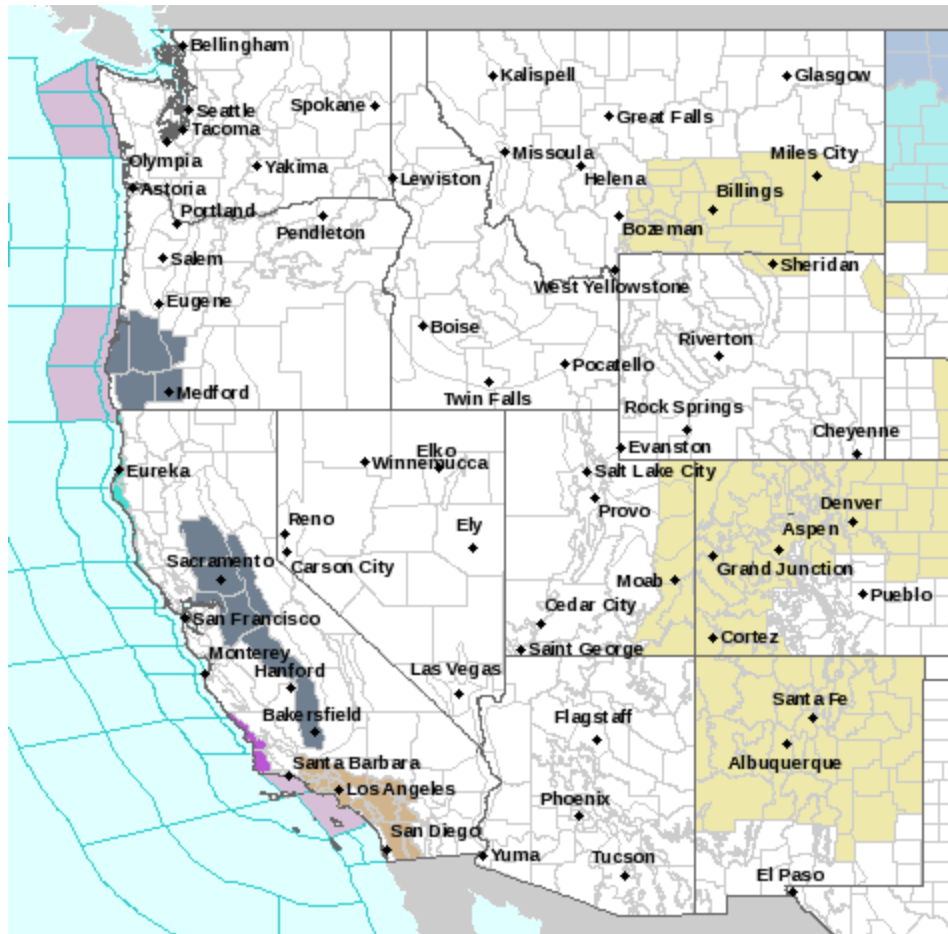 Bellingham
Kalispell
Glasgow
Seattle
Spokane
Great Falls
Tacoma
Olympia
Yakima
Missoula
Miles City
Helena
Lewiston
Astoria
Billings
Portland
Pendleton
Bozeman
Salem
Sheridan
West Yellowstone
Eugene
Boise
Riverton
Pocatello
Medford
Twin Falls
Rock Springs
Cheyenne
Elko
Evanston
Eureka
Winnemucca
Salt Lake City
Provo
Denver
Reno
Ely
Aspen
Sacramento
Carson City
Grand Junction
Moab
Pueblo
Cedar City
San Francisco
Cortez
Saint George
Monterey
Hanford
Las Vegas
Santa Fe
Bakersfield
Flagstaff
Albuquerque
Santa Barbara
Los Angeles
Phoenix
San Diego
Yuma
Tucson
El Paso